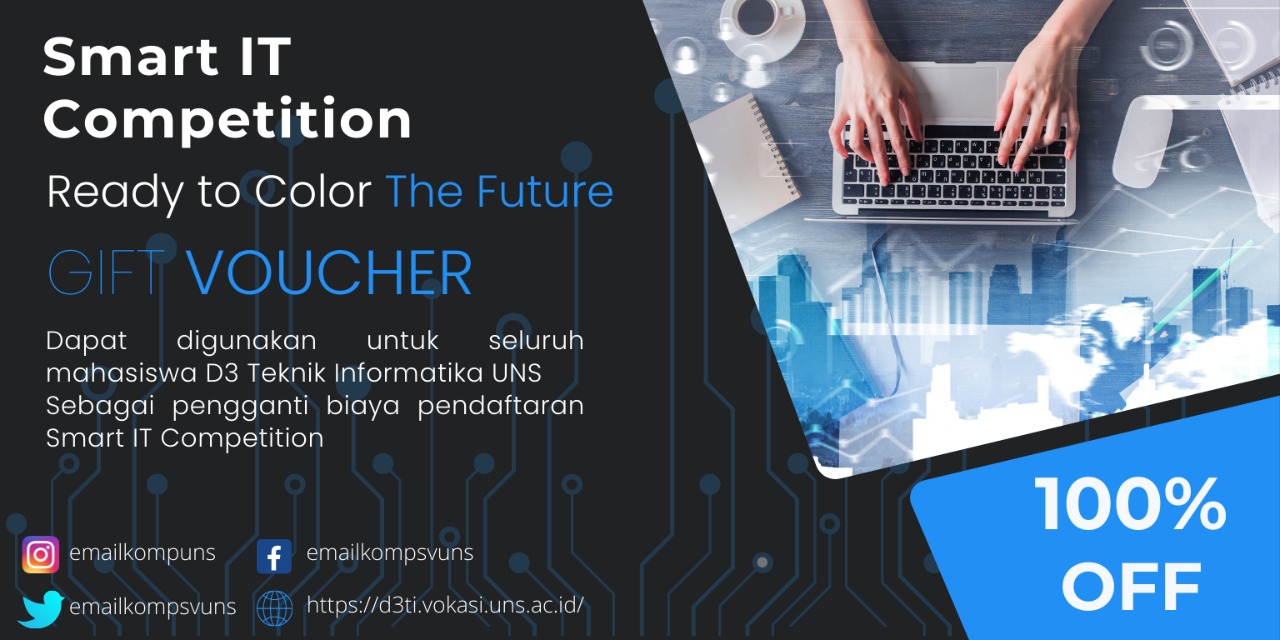 Smart IT
Competition
Ready to Color The Future
GIFT VOUCHER
Dapat digunakan untuk seluruh
mahasiswa D3 Teknik Informatika UNS
Sebagai pengganti biaya pendaftaran
Smart IT Competition
emailkompuns
emailkompsvuns
emailkompsvuns
https://d3ti.vokasi.uns.ac.id/
100%
OFF